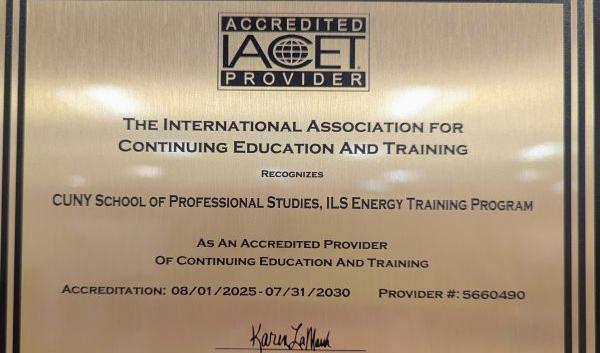 ACCREDITED
IACET
PROVIDER
THE INTERNATIONAL ASSOCIATION FOR
CONTINUING EDUCATION AND TRAINING
RECOGNIZES
CUNY SCHOOL OF PROFESSIONAL STUDIES, ILS ENERGY TRAINING PROGRAM
AS AN ACCREDITED PROVIDER
OF CONTINUING EDUCATION AND TRAINING
ACCREDITATION: 08/01/2025-07/31/2030 PROVIDER #: 5660490
Karen